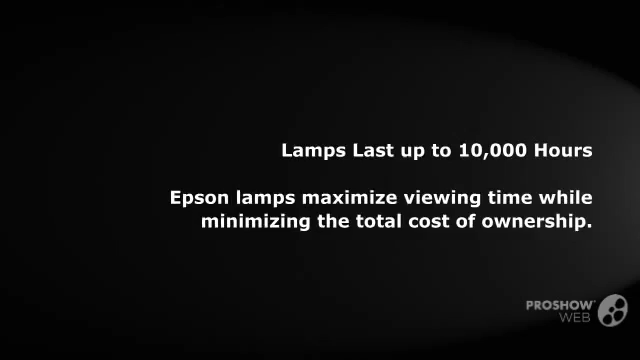 Lamps Last up to 10,000 Hours
Epson lamps maximize viewing time while
minimizing the total cost of ownership.
PROSHOW
WEB